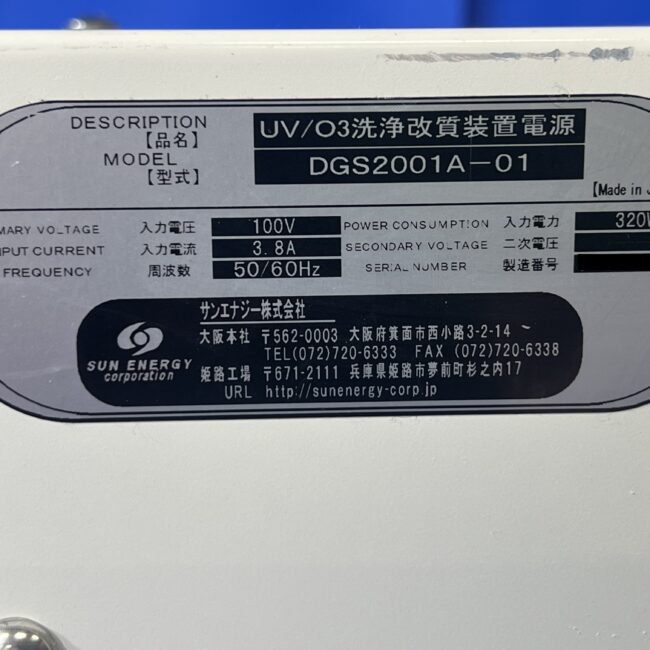 DESCRIPTION 【品名】 UV/O3洗浄改質装置電源
MODEL 【型式】 DGS2001A-01
【Made in J
MARY VOLTAGE 入力電圧 100V POWER CONSUMPTION 入力電力 320W
NPUT CURRENT 入力電流 3.8A SECONDARY VOLTAGE 二次電圧
FREQUENCY 周波数 50/60Hz SERIAL NUMBER 製造番号
SUN ENERGY
corporation
サンエナジー株式会社
大阪本社 〒562-0003 大阪府箕面市西小路3-2-14
TEL(072)720-6333 FAX (072)720-6338
姫路工場 〒671-2111 兵庫県姫路市夢前町杉之内17
URL http://sunenergy-corp.jp